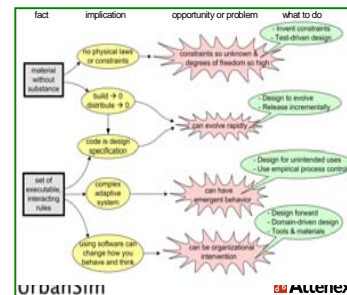 fact implication opportunity or problem what to do
no physical laws
or constraints
constraints so unknown &
degrees of freedom so high
- Invent constraints
- Test-driven design
material
without
substance
build → 0
distribute → 0
- Design to evolve
- Release incrementally
can evolve rapidly
code is design
specification
set of
executable,
interacting
rules
complex
adaptive
system
can have
emergent behavior
- Design for unintended uses
- Use empirical process control
using software can
change how you
behave and think
can be organizational
intervention
- Design forward
- Domain-driven design
- Tools & materials
UrbanSim
Attenex